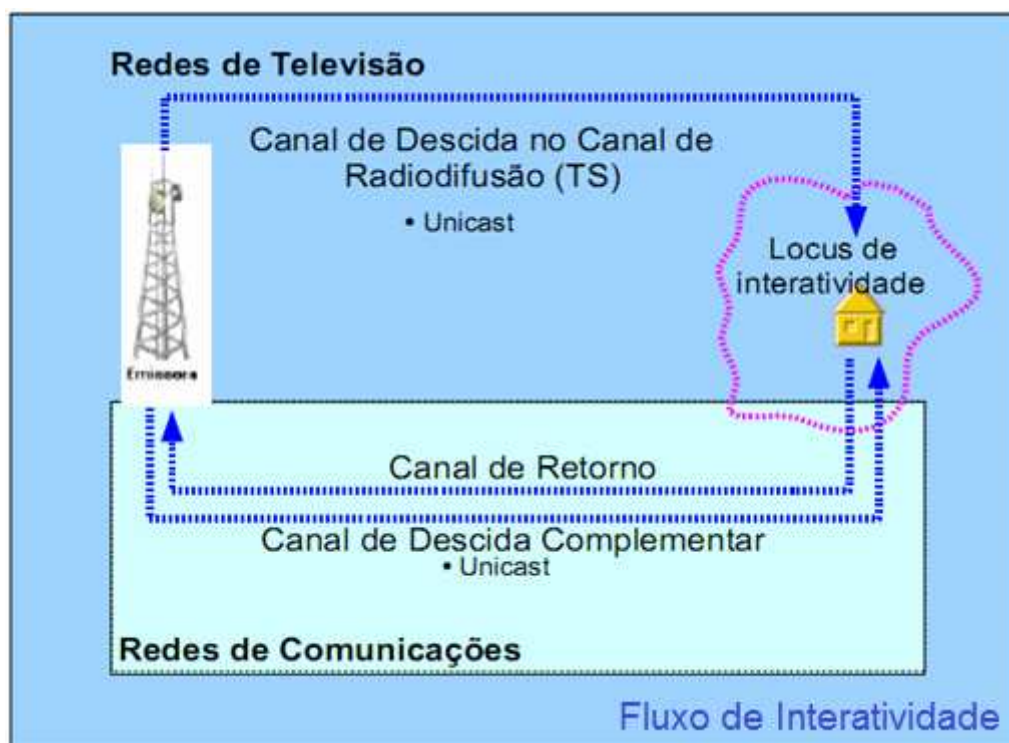 Redes de Televisão
Canal de Descida no Canal de
Radiodifusão (TS)
• Unicast
Locus de
interatividade
Emissora
Canal de Retorno
Canal de Descida Complementar
• Unicast
Redes de Comunicações
Fluxo de Interatividade